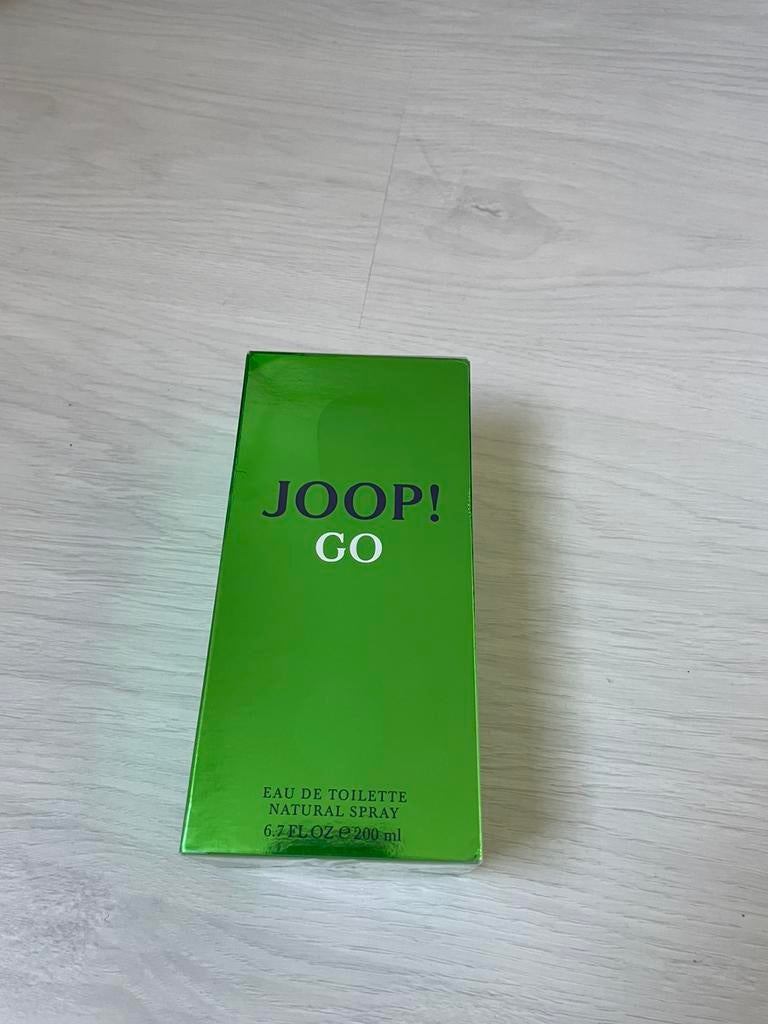 JOOP!
GO
EAU DE TOILETTE
NATURAL SPRAY
6.7 FL OZ ℮ 200 ml